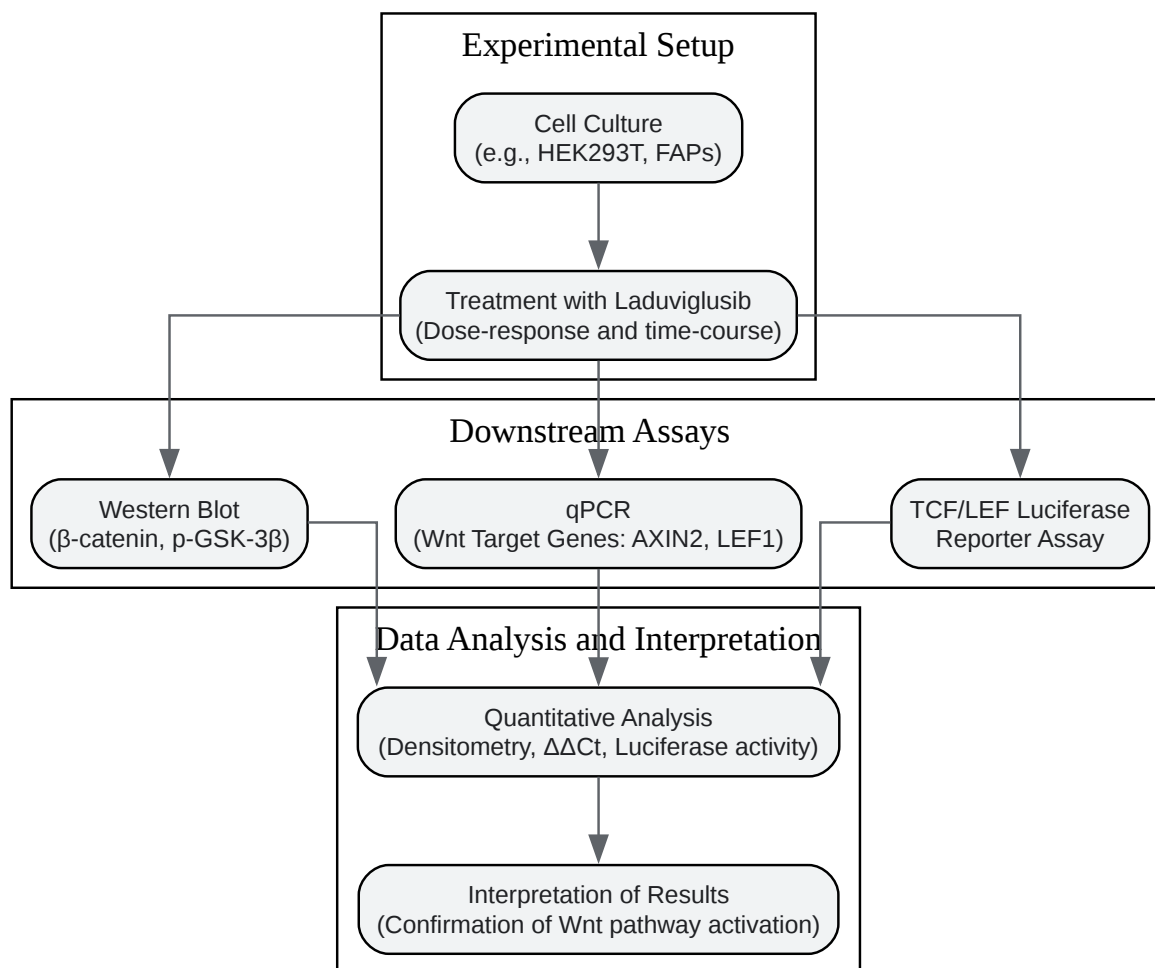 Experimental Setup
Cell Culture
(e.g., HEK293T, FAPs)
Treatment with Laduviglusib
(Dose-response and time-course)
Downstream Assays
Western Blot
(β-catenin, p-GSK-3β)
qPCR
(Wnt Target Genes: AXIN2, LEF1)
TCF/LEF Luciferase
Reporter Assay
Data Analysis and Interpretation
Quantitative Analysis
(Densitometry, ΔΔCt, Luciferase activity)
Interpretation of Results
(Confirmation of Wnt pathway activation)